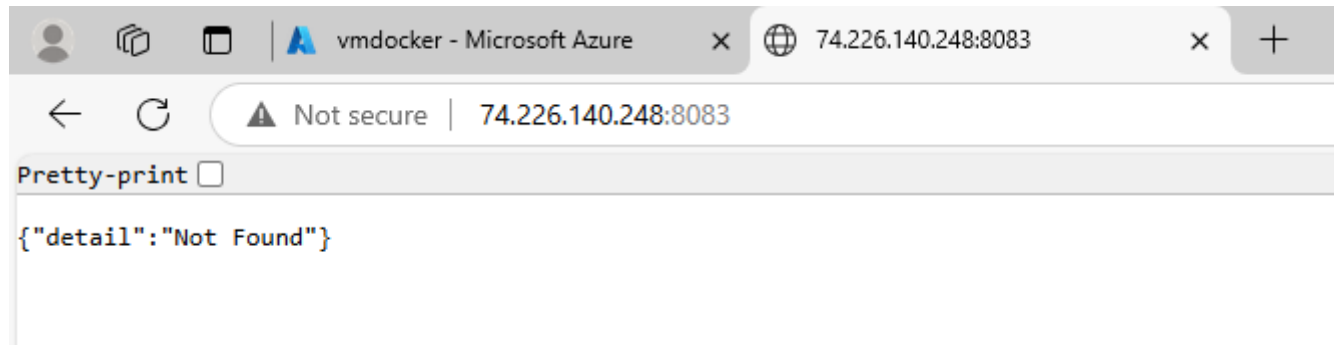 vmdocker - Microsoft Azure
74.226.140.248:8083
Not secure
74.226.140.248:8083
Pretty-print
{"detail":"Not Found"}